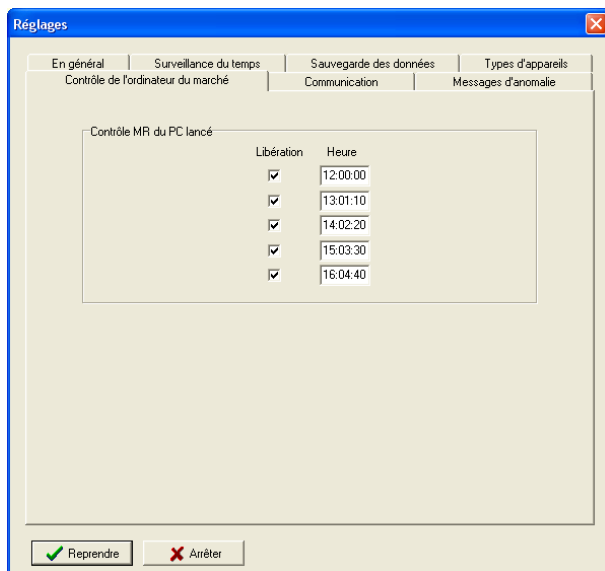 Réglages
En général Surveillance du temps Sauvegarde des données Types d'appareils
Contrôle de l'ordinateur du marché Communication Messages d'anomalie
Contrôle MR du PC lancé
Libération Heure
12:00:00
13:01:10
14:02:20
15:03:30
16:04:40
Reprendre Arrêter